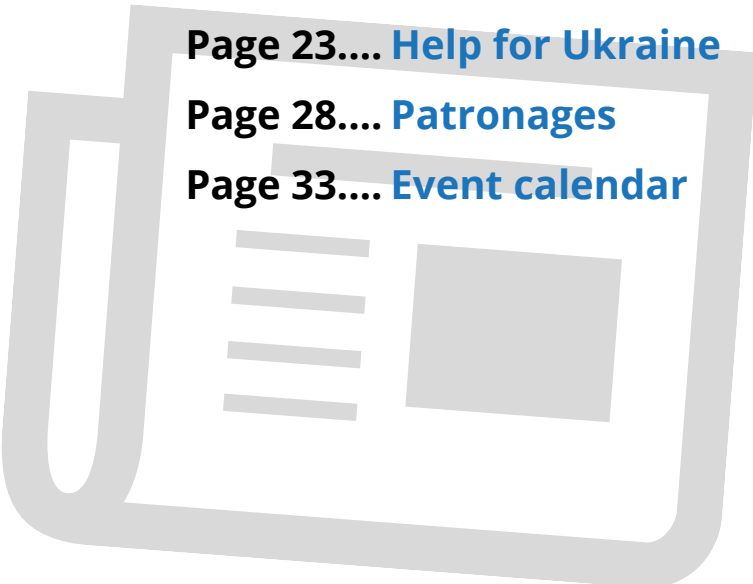 Page 23.... Help for Ukraine
Page 28.... Patronages
Page 33.... Event calendar